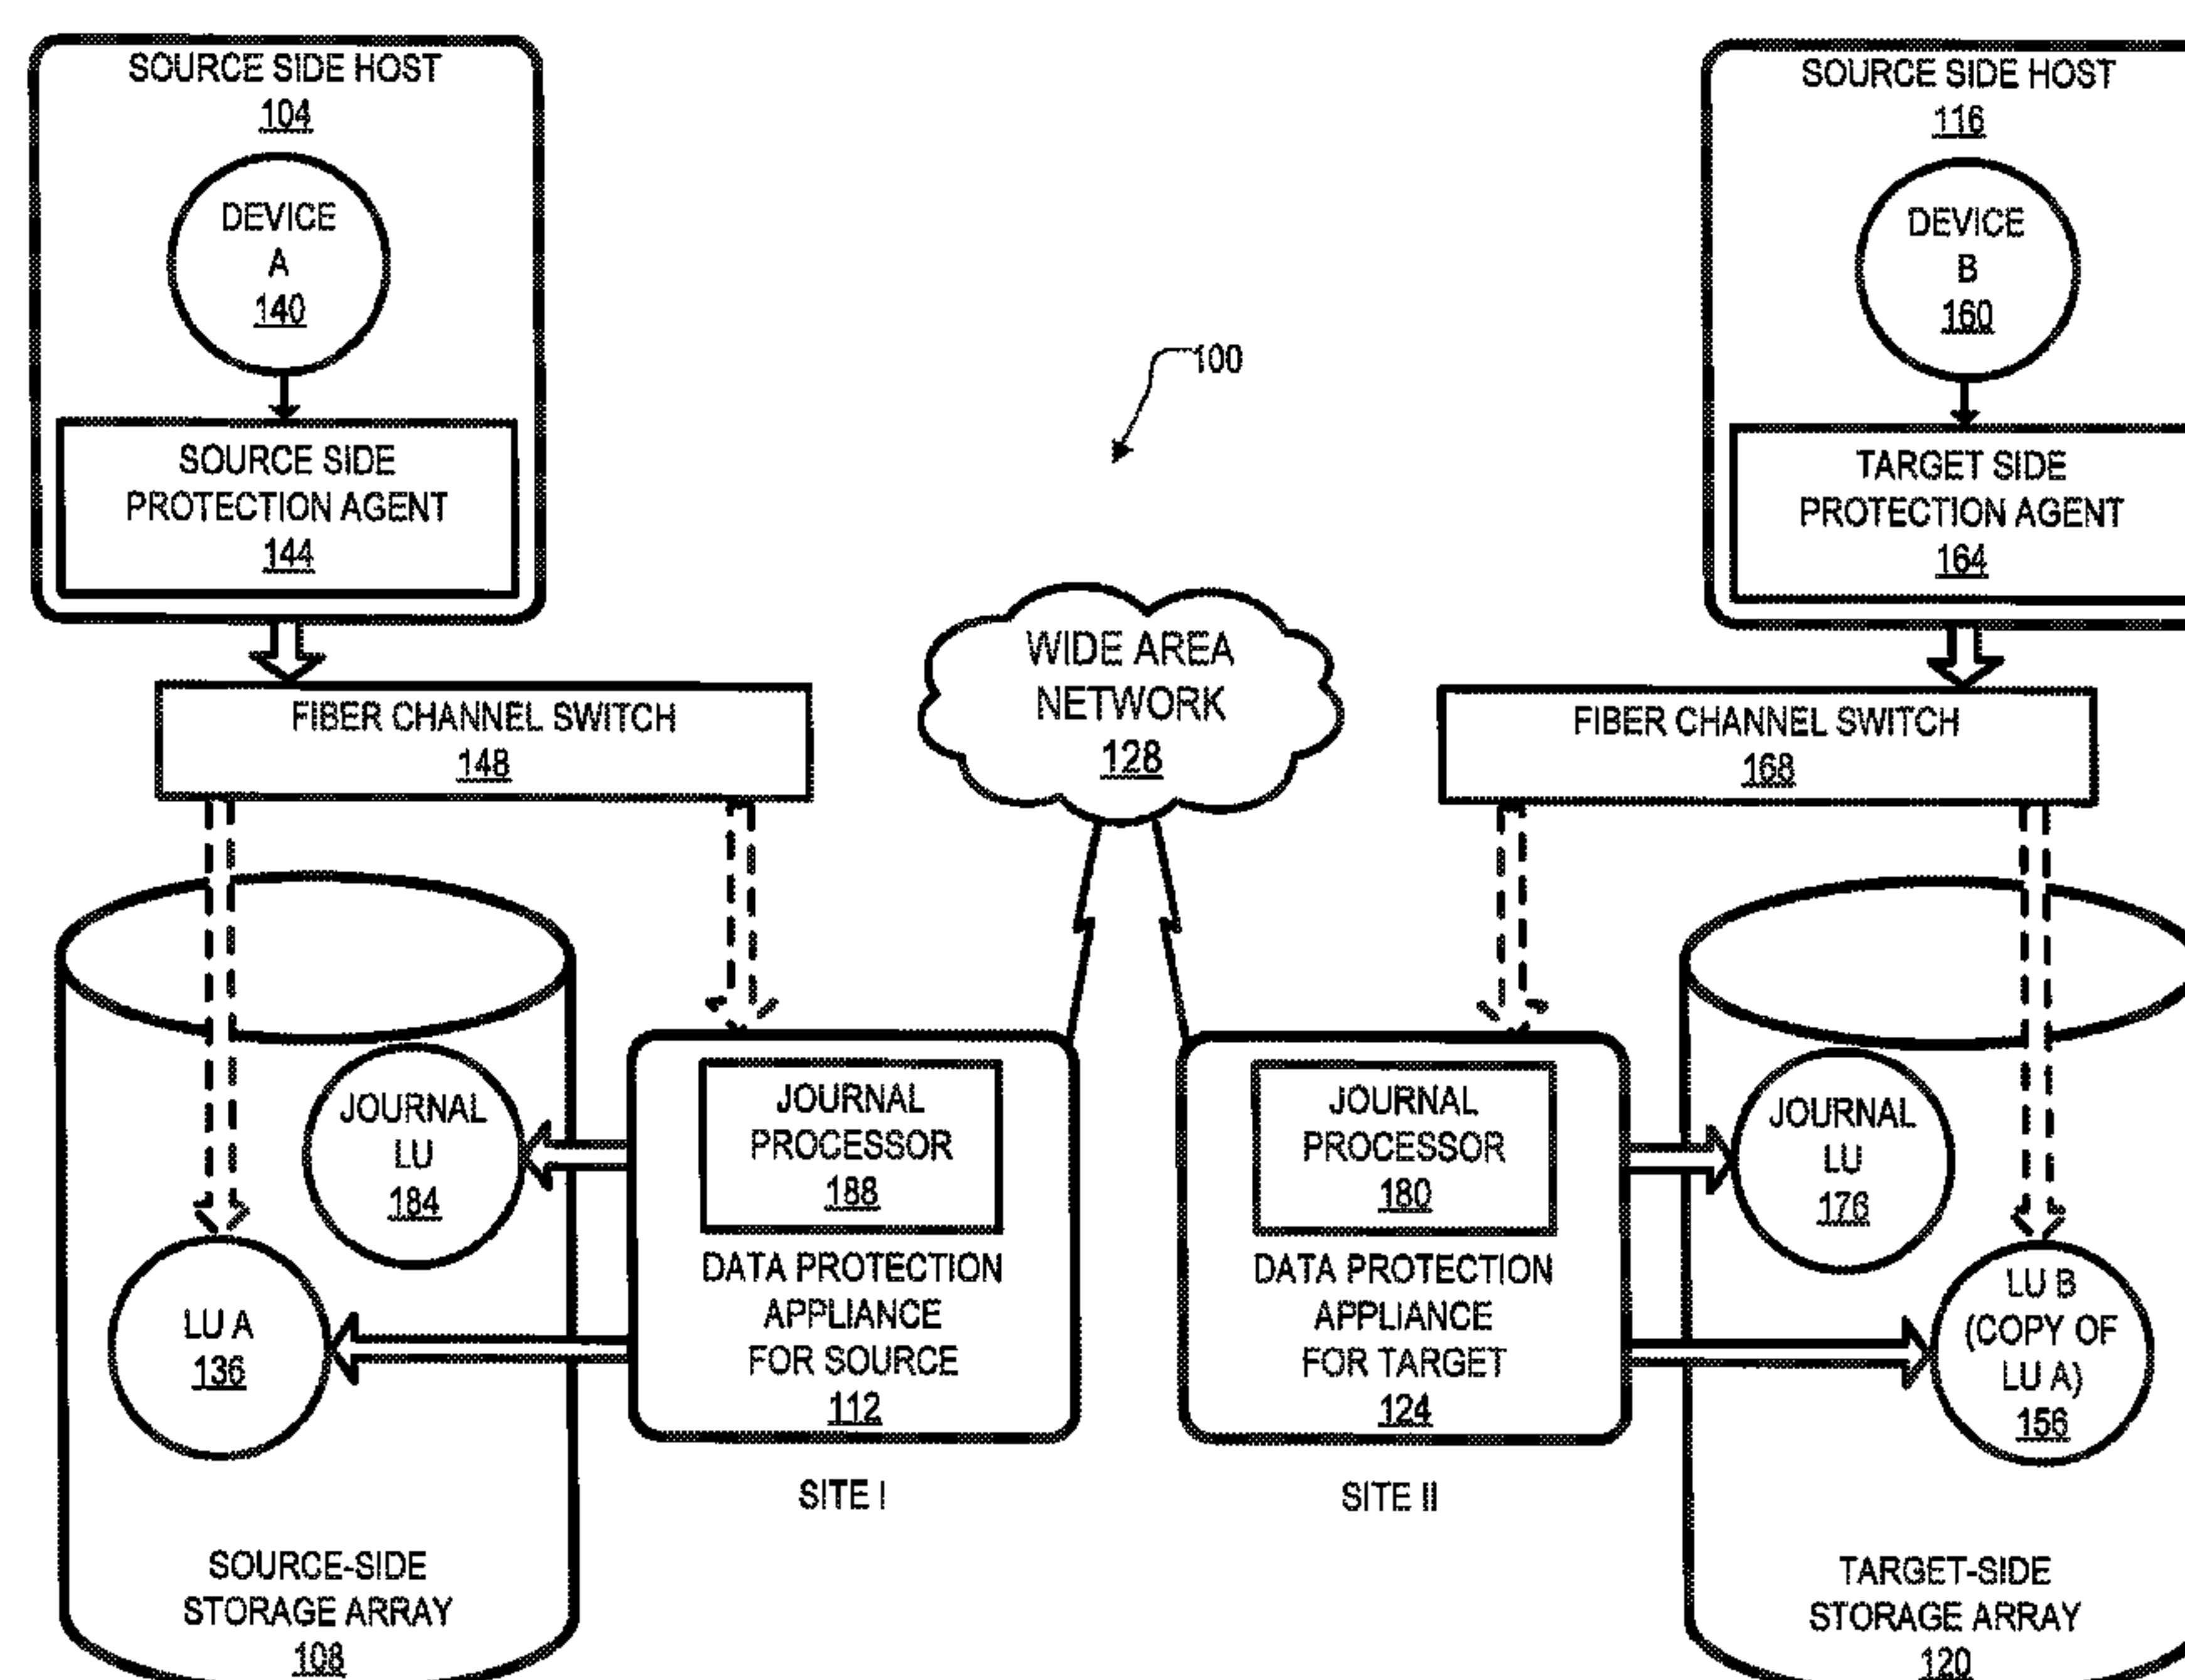 SOURCE SIDE HOST
104
DEVICE
A
140
SOURCE SIDE
PROTECTION AGENT
144
SOURCE SIDE HOST
116
DEVICE
B
160
TARGET SIDE
PROTECTION AGENT
164
100
WIDE AREA
NETWORK
128
FIBER CHANNEL SWITCH
148
FIBER CHANNEL SWITCH
168
JOURNAL
LU
184
LU A
136
JOURNAL
PROCESSOR
188
DATA PROTECTION
APPLIANCE
FOR SOURCE
112
JOURNAL
PROCESSOR
180
DATA PROTECTION
APPLIANCE
FOR TARGET
124
JOURNAL
LU
176
LU B
(COPY OF
LU A)
156
SITE I
SITE II
SOURCE-SIDE
STORAGE ARRAY
108
TARGET-SIDE
STORAGE ARRAY
120